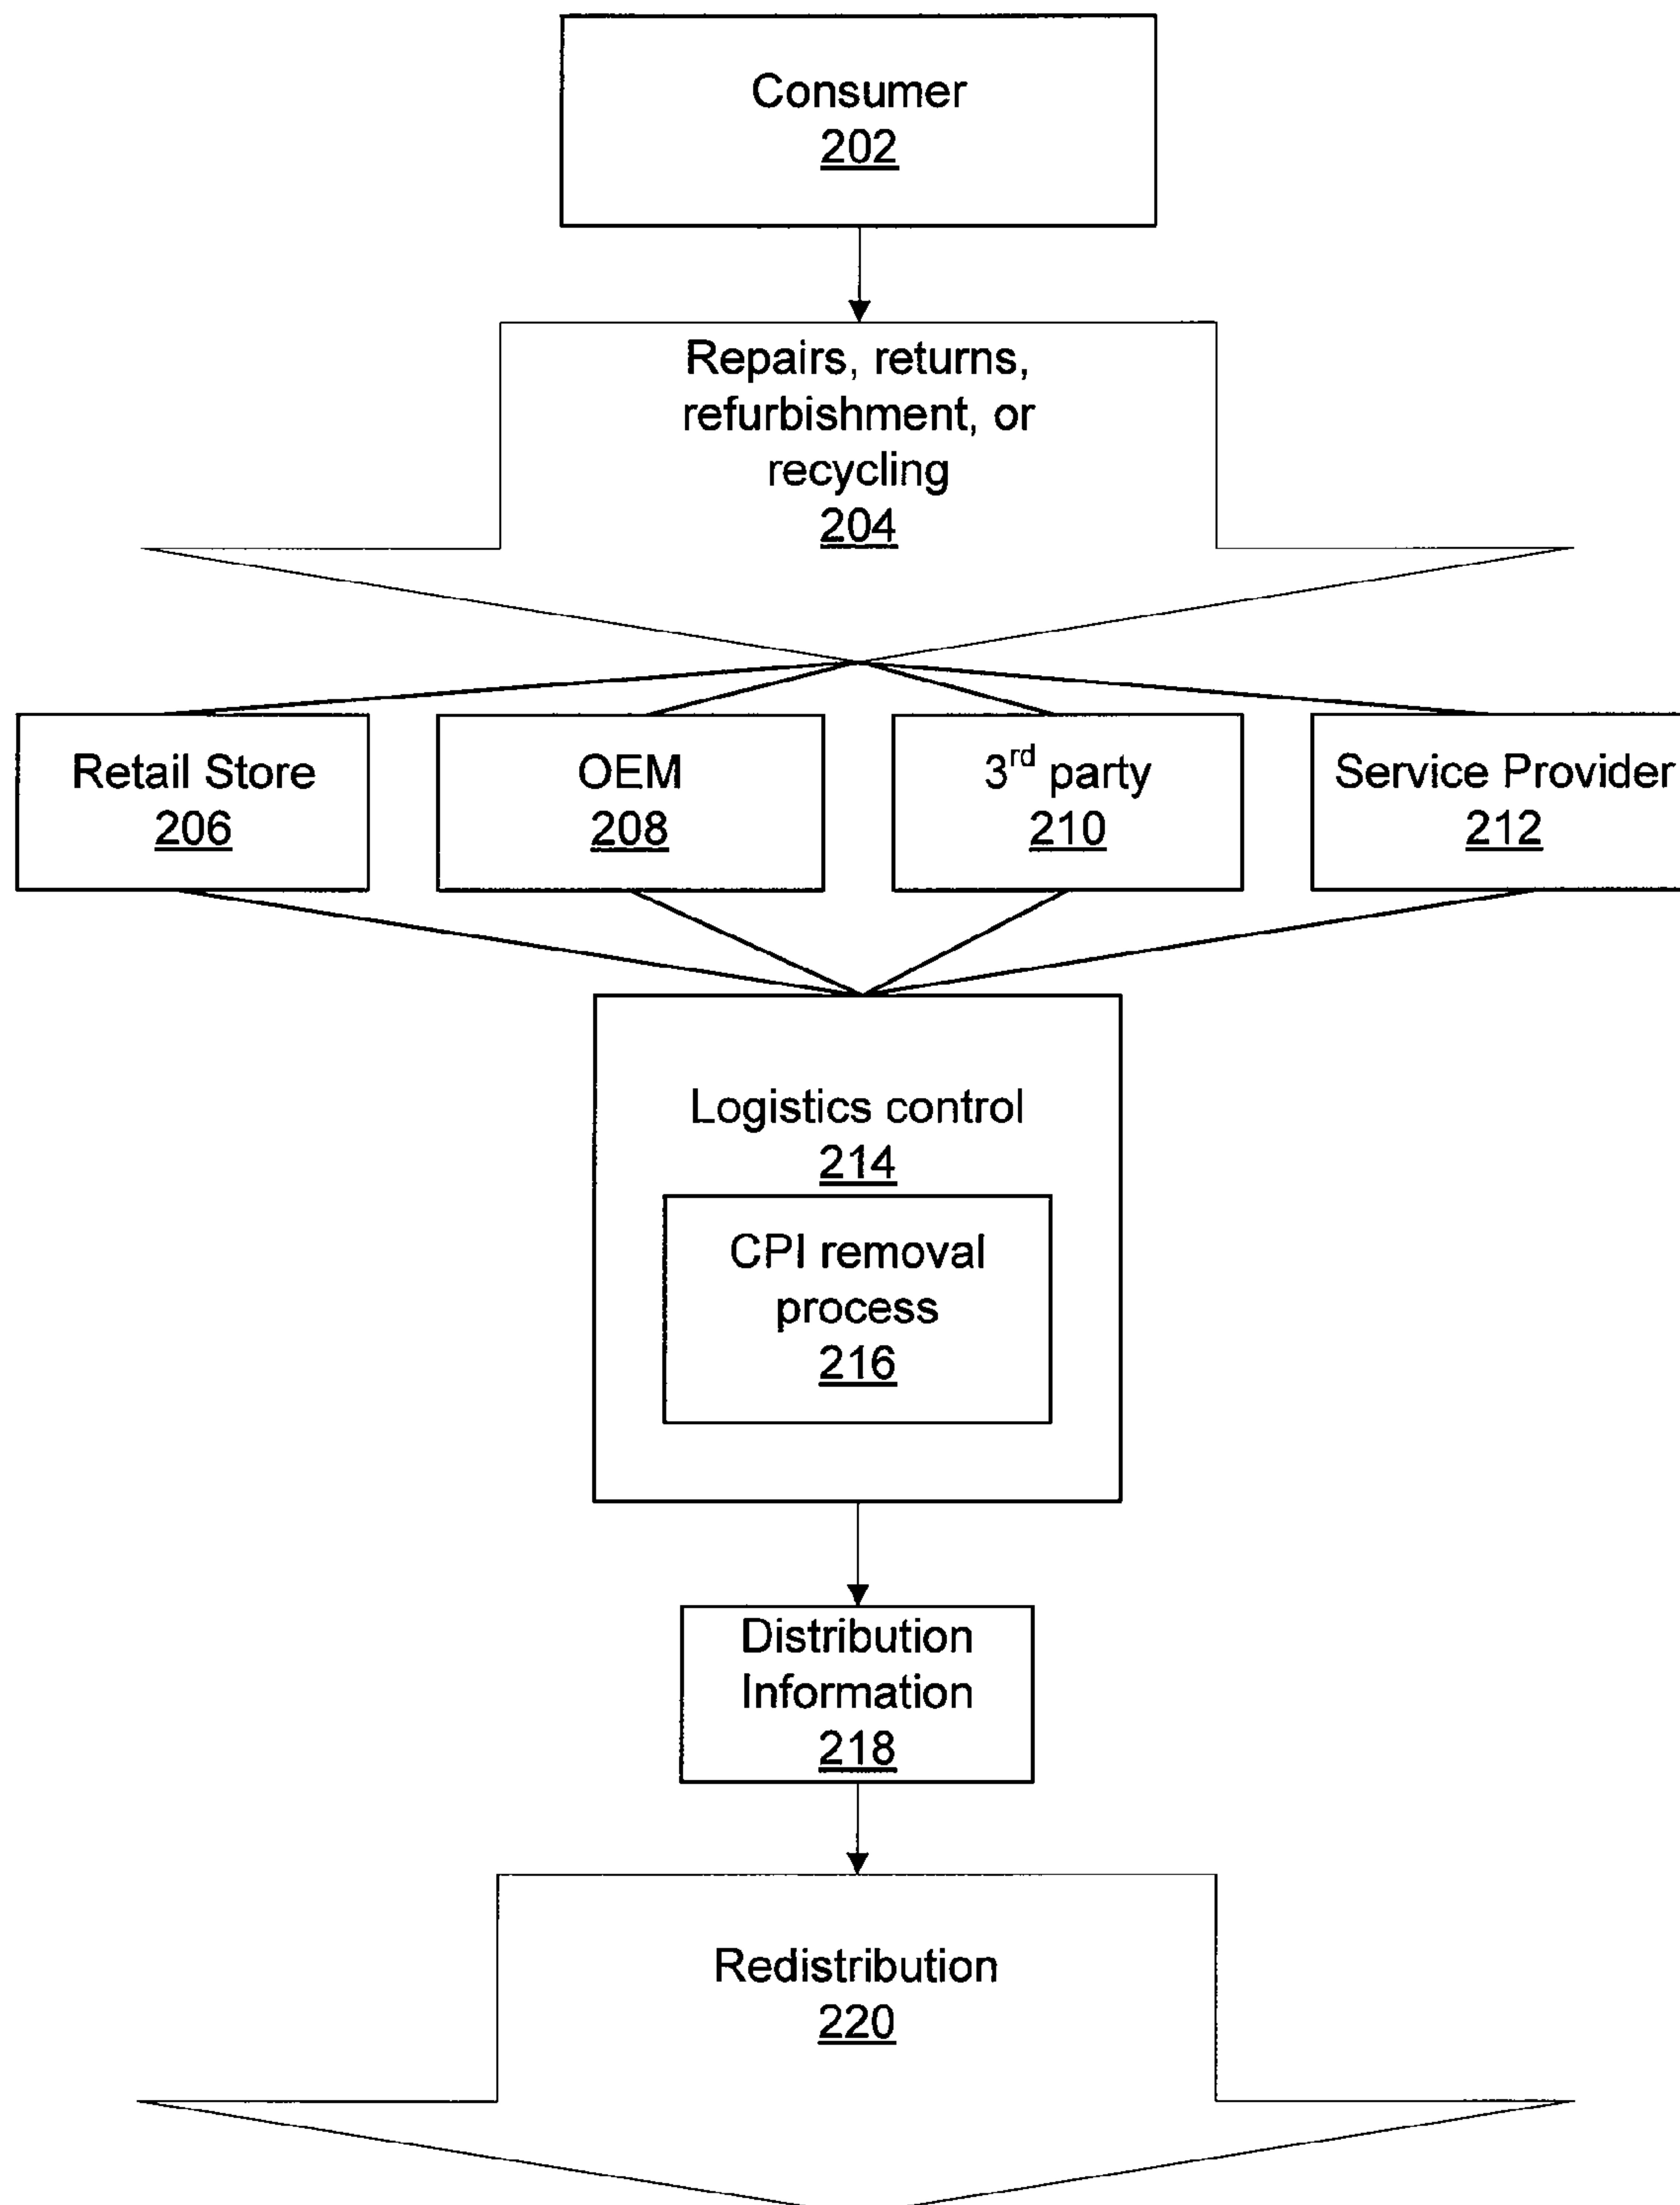 Consumer
202
Repairs, returns,
refurbishment, or
recycling
204
Retail Store
206
OEM
208
3rd party
210
Service Provider
212
Logistics control
214
CPI removal
process
216
Distribution
Information
218
Redistribution
220